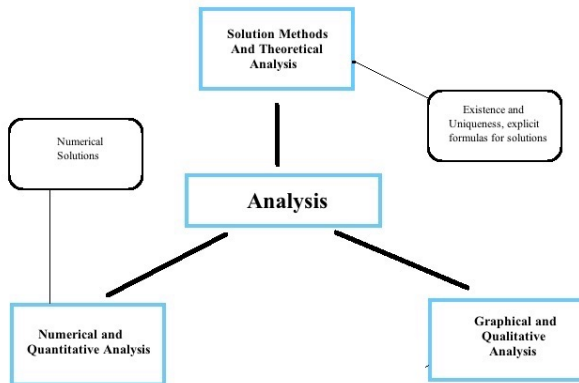 Solution Methods
And Theoretical
Analysis
Existence and
Uniqueness, explicit
formulas for solutions
Numerical
Solutions
Analysis
Numerical and
Quantitative Analysis
Graphical and
Qualitative
Analysis